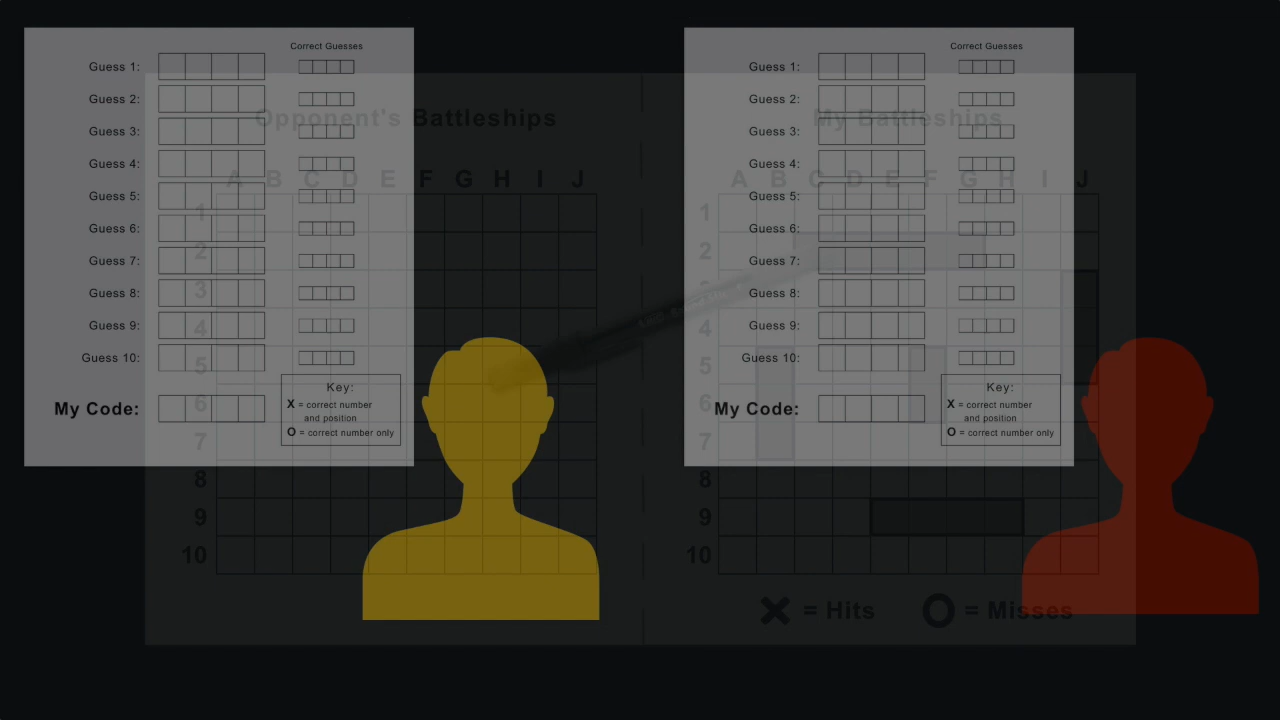 Correct Guesses
Guess 1:
Guess 2:
Guess 3:
Guess 4:
Guess 5:
Guess 6:
Guess 7:
Guess 8:
Guess 9:
Guess 10:
My Code:
Key:
X = correct number
and position
O = correct number only
Correct Guesses
Guess 1:
Guess 2:
Guess 3:
Guess 4:
Guess 5:
Guess 6:
Guess 7:
Guess 8:
Guess 9:
Guess 10:
My Code:
Key:
X = correct number
and position
O = correct number only
Opponent's Battleships
A B C D E F G H I J
1
2
3
4
5
6
7
8
9
10
My Battleships
A B C D E F G H I J
1
2
3
4
5
6
7
8
9
10
X = Hits O = Misses